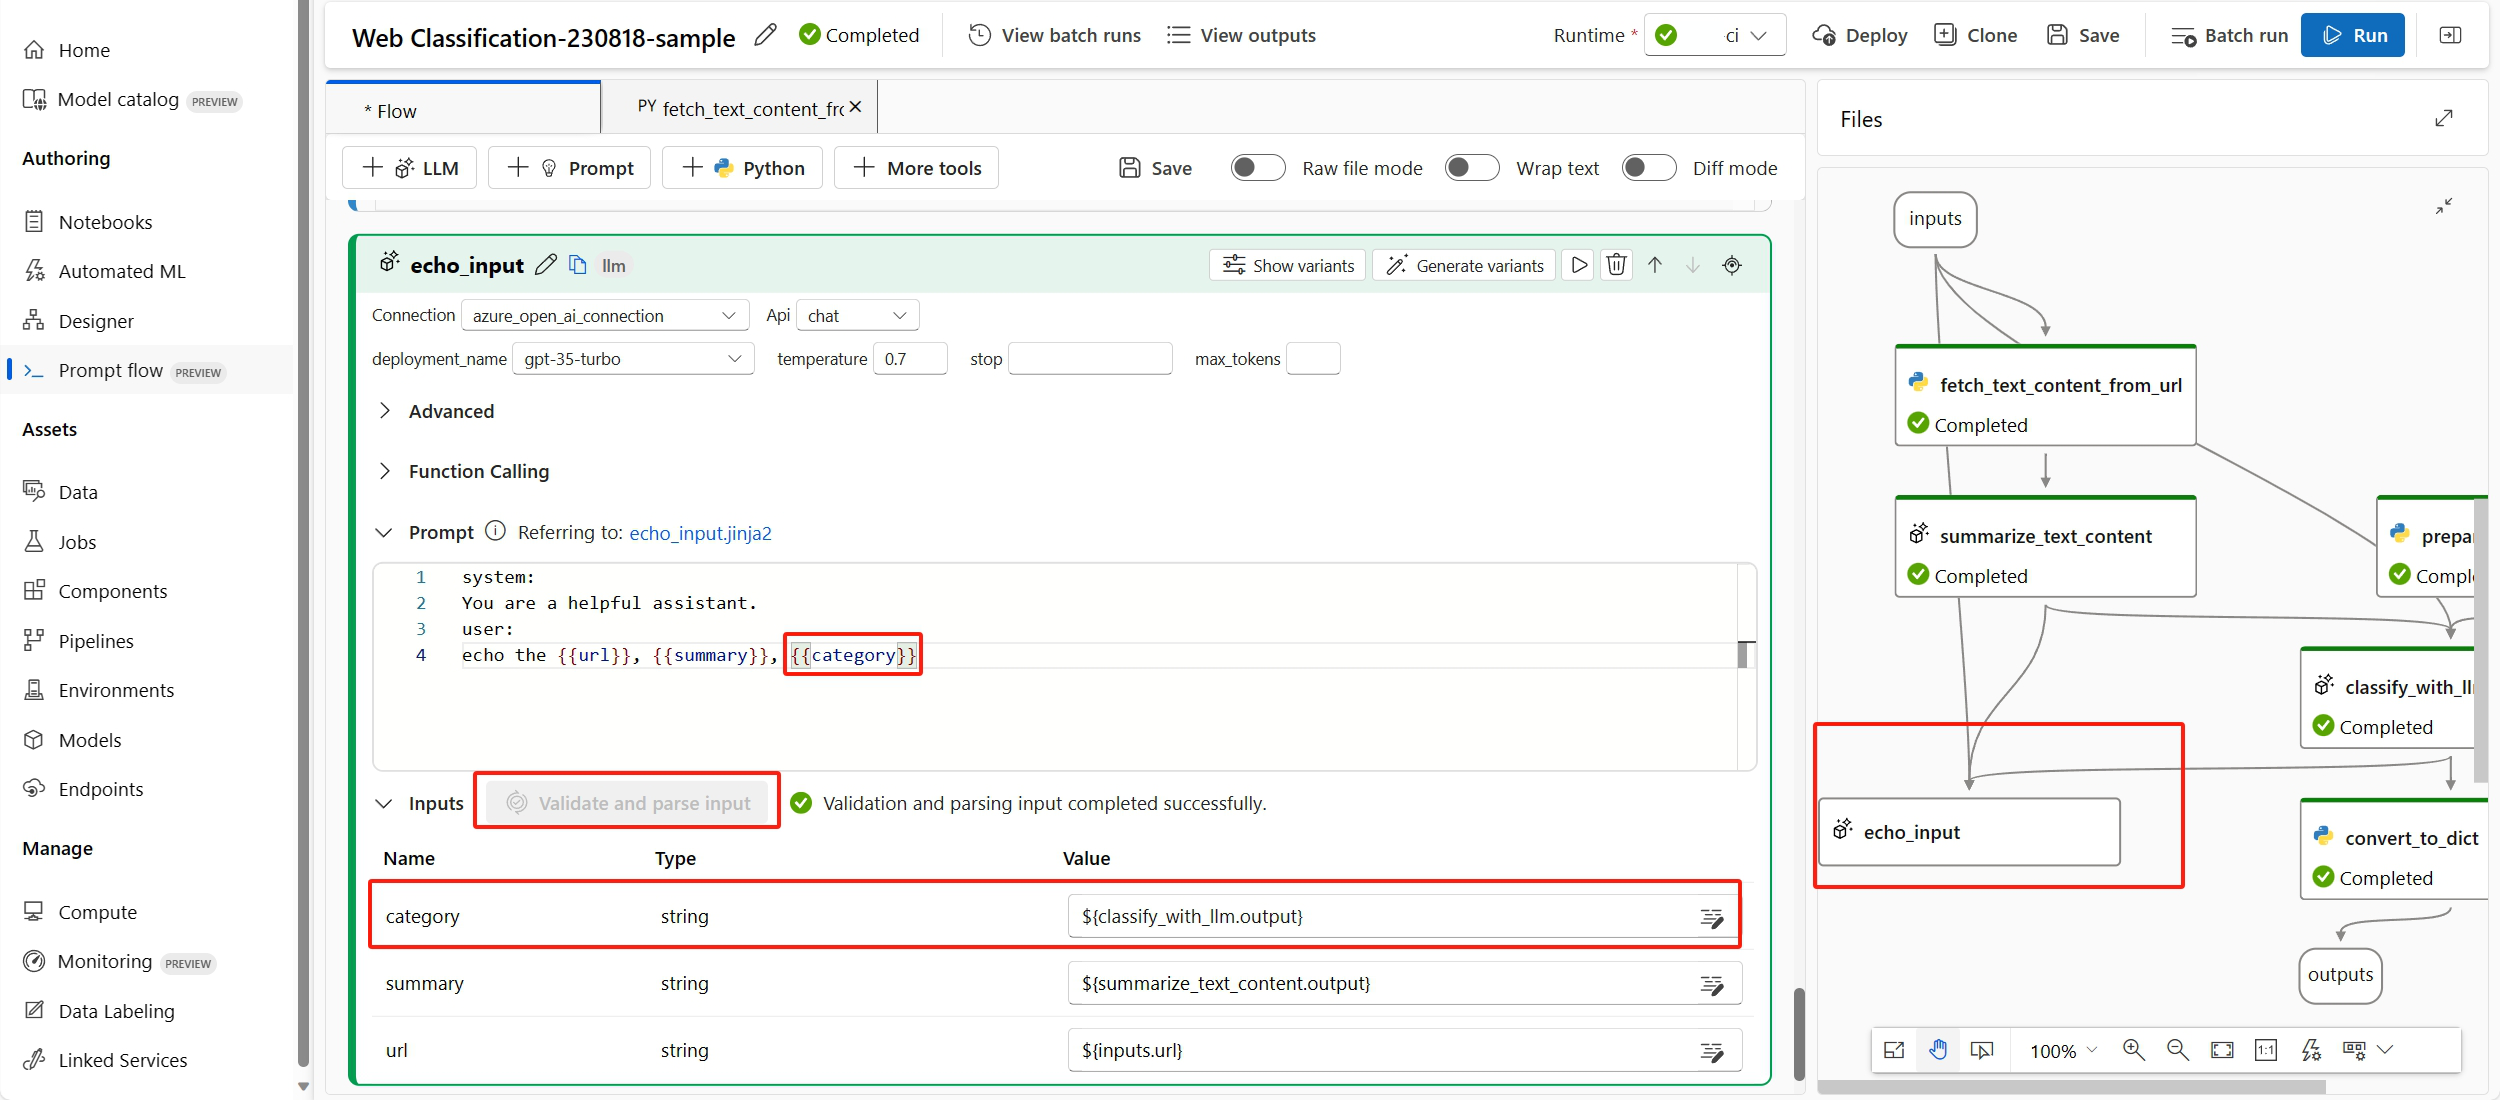 Home
Model catalog PREVIEW
Authoring
Notebooks
Automated ML
Designer
Prompt flow PREVIEW
Assets
Data
Jobs
Components
Pipelines
Environments
Models
Endpoints
Manage
Compute
Monitoring PREVIEW
Data Labeling
Linked Services
Web Classification-230818-sample Completed View batch runs View outputs Runtime * ci Deploy Clone Save Batch run Run
* Flow PY fetch_text_content_frc
LLM Prompt Python More tools Save Raw file mode Wrap text Diff mode
echo_input llm Show variants Generate variants
Connection azure_open_ai_connection Api chat
deployment_name gpt-35-turbo temperature 0.7 stop max_tokens
Advanced
Function Calling
Prompt Referring to: echo_input.jinja2
1 system:
2 You are a helpful assistant.
3 user:
4 echo the {{url}}, {{summary}}, {{category}}
Inputs Validate and parse input Validation and parsing input completed successfully.
Name Type Value
category string ${classify_with_llm.output}
summary string ${summarize_text_content.output}
url string ${inputs.url}
Files
inputs
fetch_text_content_from_url
Completed
summarize_text_content
Completed
prepar
Comple
classify_with_ll
Completed
echo_input
convert_to_dict
Completed
outputs
100% 1:1